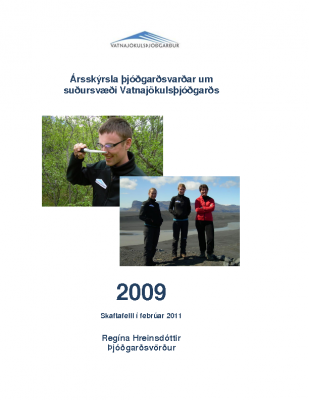 VATNAJÖKULSÞJÓÐGARÐUR
Ársskýrsla þjóðgarðsvarðar um
suðursvæði Vatnajökulsþjóðgarðs
2009
Skaftafelli í febrúar 2011
Regína Hreinsdóttir
Þjóðgarðsvörður